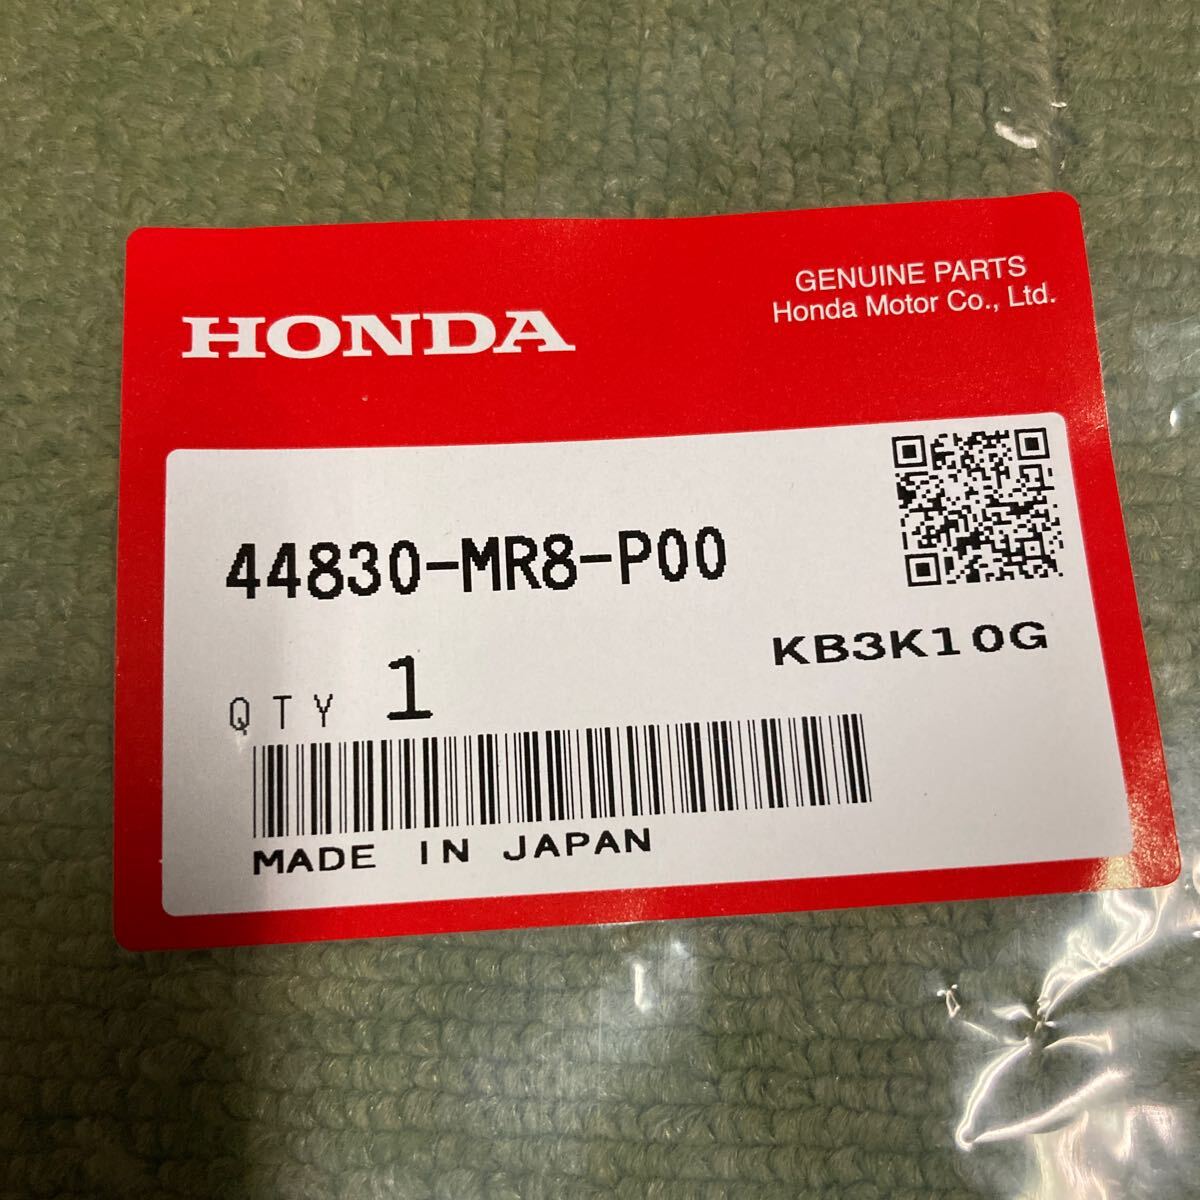 HONDA
GENUINE PARTS
Honda Motor Co., Ltd.
44830-MR8-P00
KB3K10G
QTY 1
MADE IN JAPAN